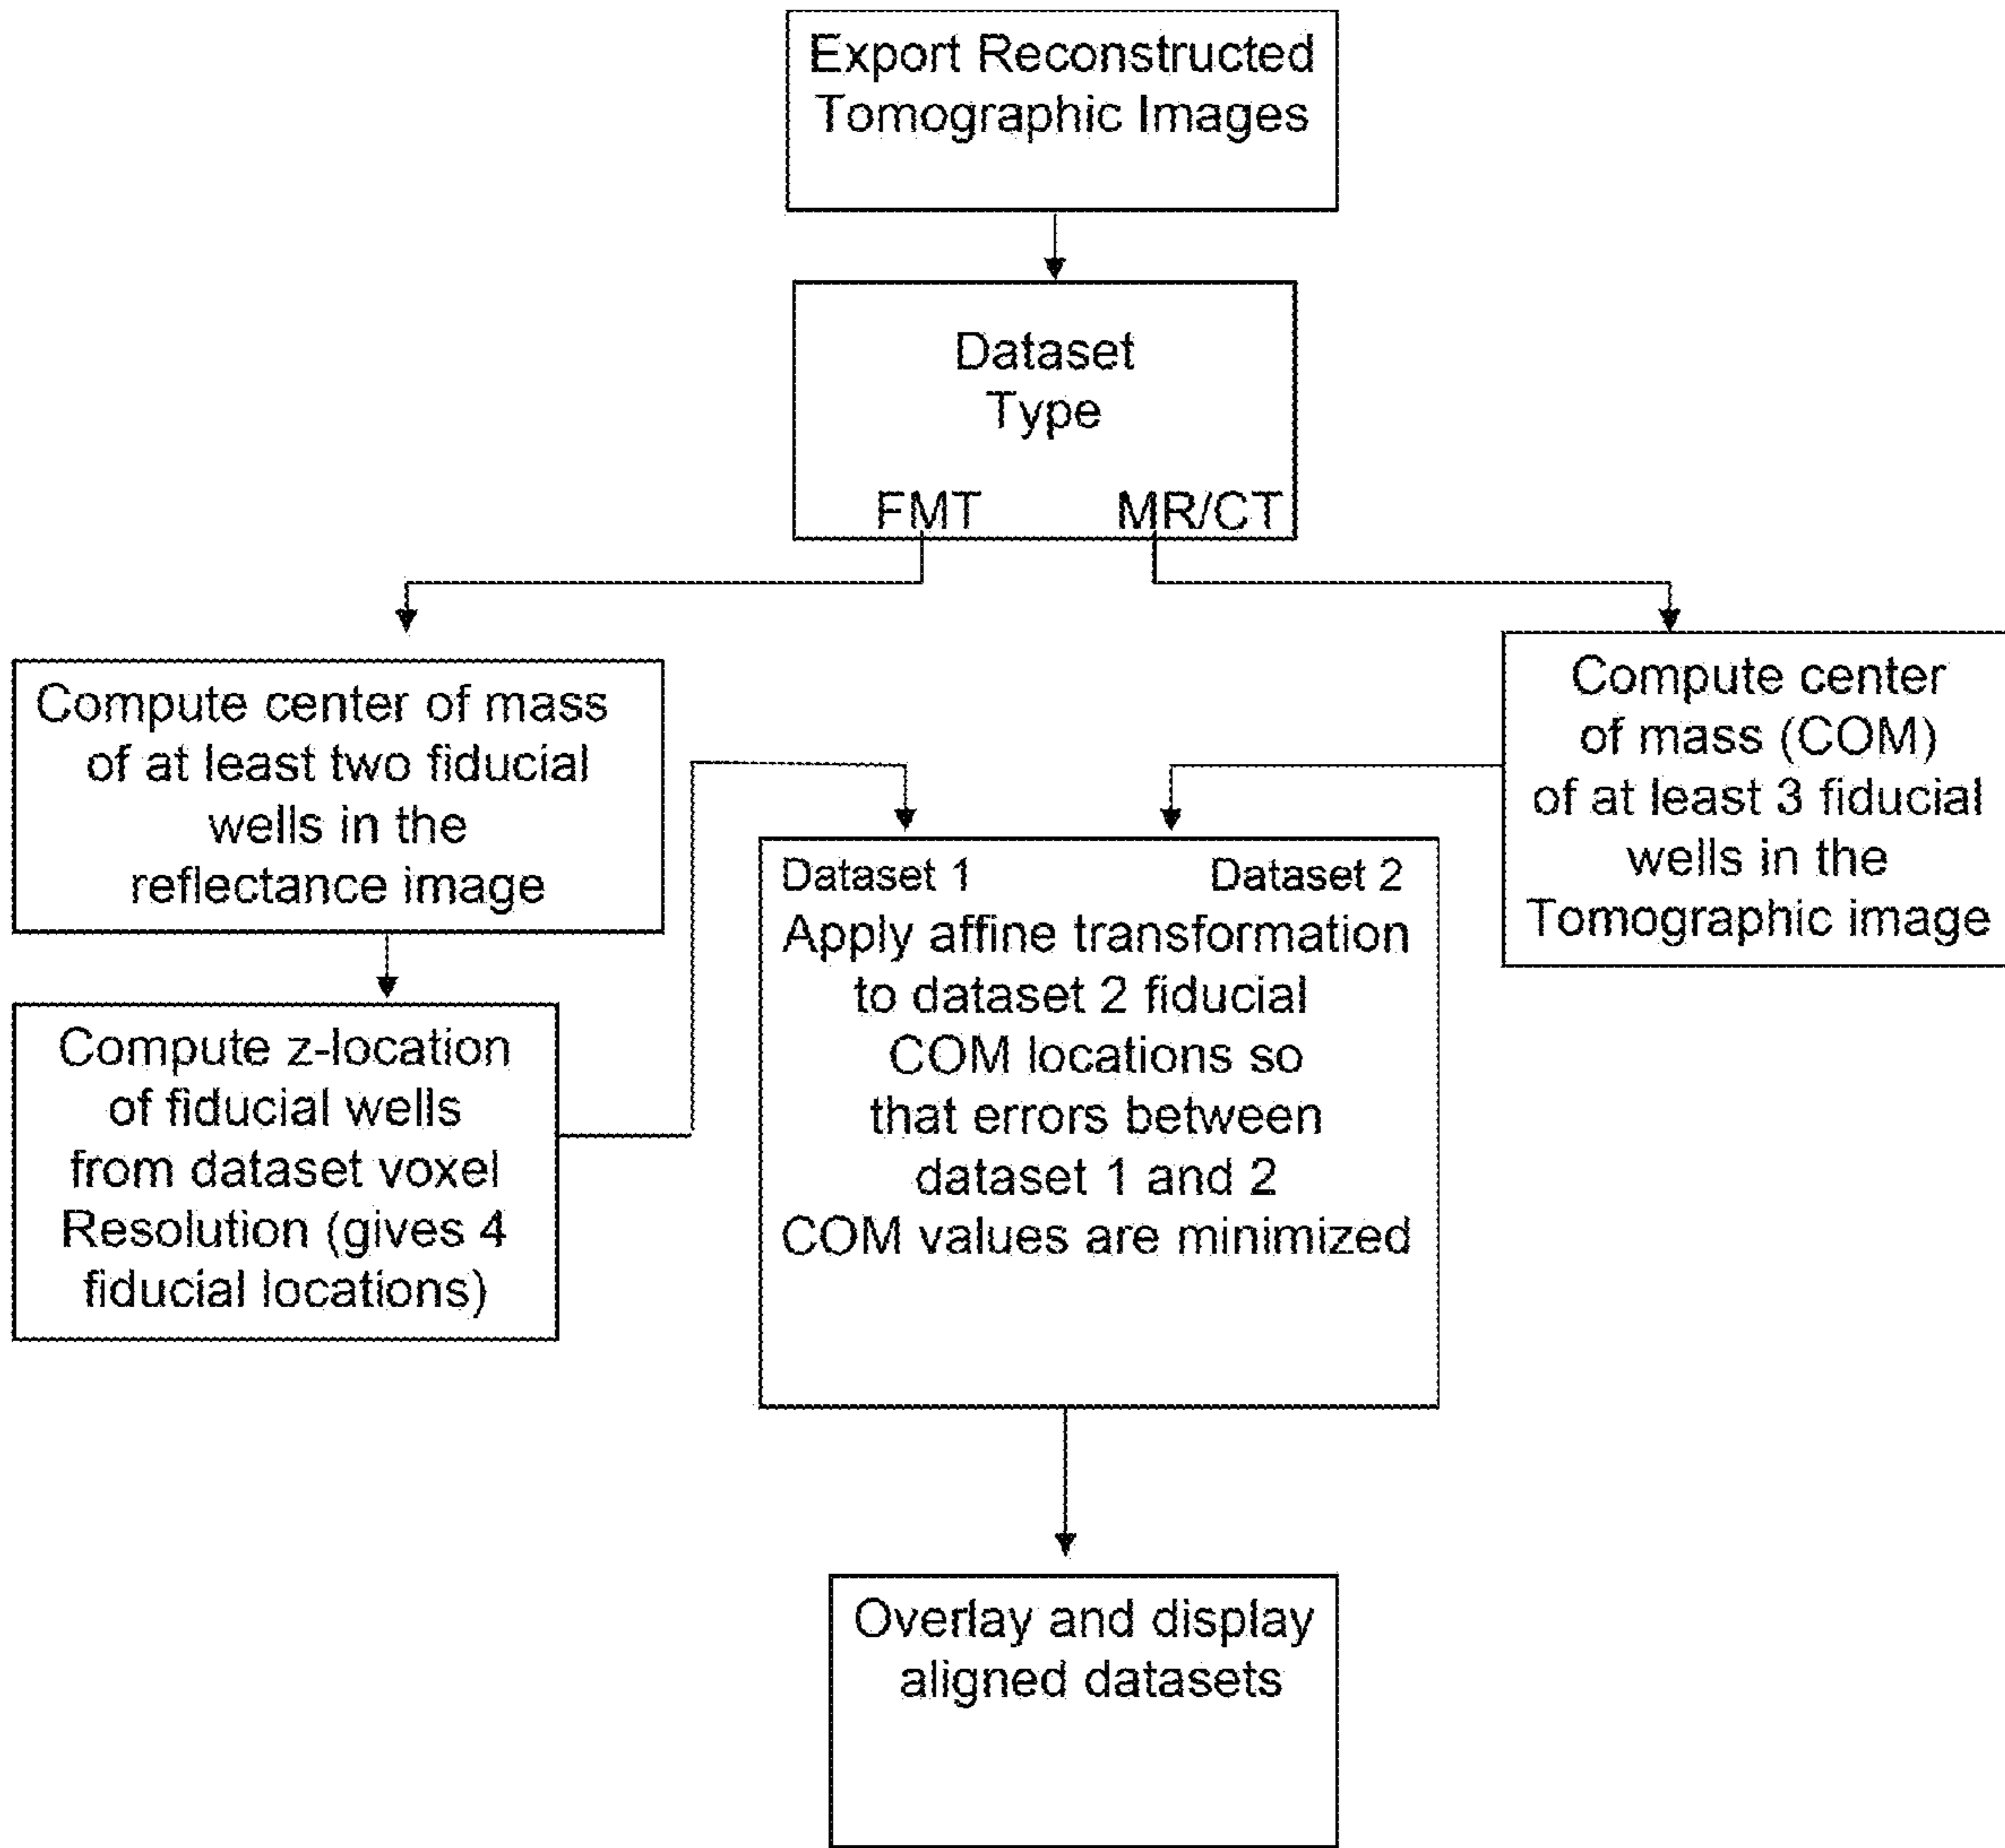 Export Reconstructed
Tomographic Images
Dataset
Type
FMT MR/CT
Compute center of mass
of at least two fiducial
wells in the
reflectance image
Compute z-location
of fiducial wells
from dataset voxel
Resolution (gives 4
fiducial locations)
Compute center
of mass (COM)
of at least 3 fiducial
wells in the
Tomographic image
Dataset 1 Dataset 2
Apply affine transformation
to dataset 2 fiducial
COM locations so
that errors between
dataset 1 and 2
COM values are minimized
Overlay and display
aligned datasets